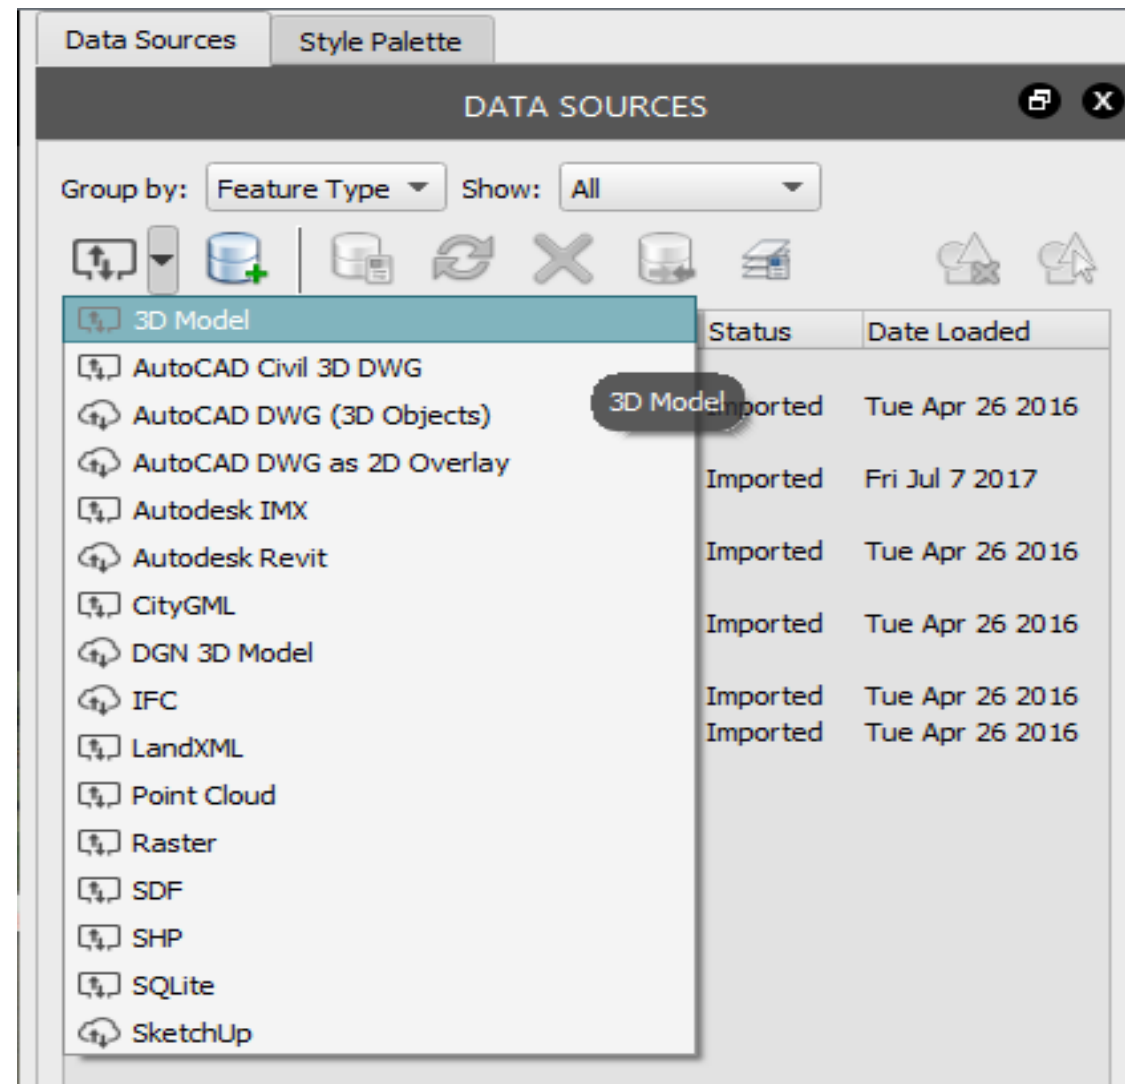 Data Sources Style Palette
DATA SOURCES
Group by: Feature Type Show: All
Status Date Loaded
3D Model
AutoCAD Civil 3D DWG
3D Model
AutoCAD DWG (3D Objects) Imported Tue Apr 26 2016
AutoCAD DWG as 2D Overlay
Imported Fri Jul 7 2017
Autodesk IMX
Autodesk Revit Imported Tue Apr 26 2016
CityGML
Imported Tue Apr 26 2016
DGN 3D Model
IFC Imported Tue Apr 26 2016
Imported Tue Apr 26 2016
LandXML
Point Cloud
Raster
SDF
SHP
SQLite
SketchUp